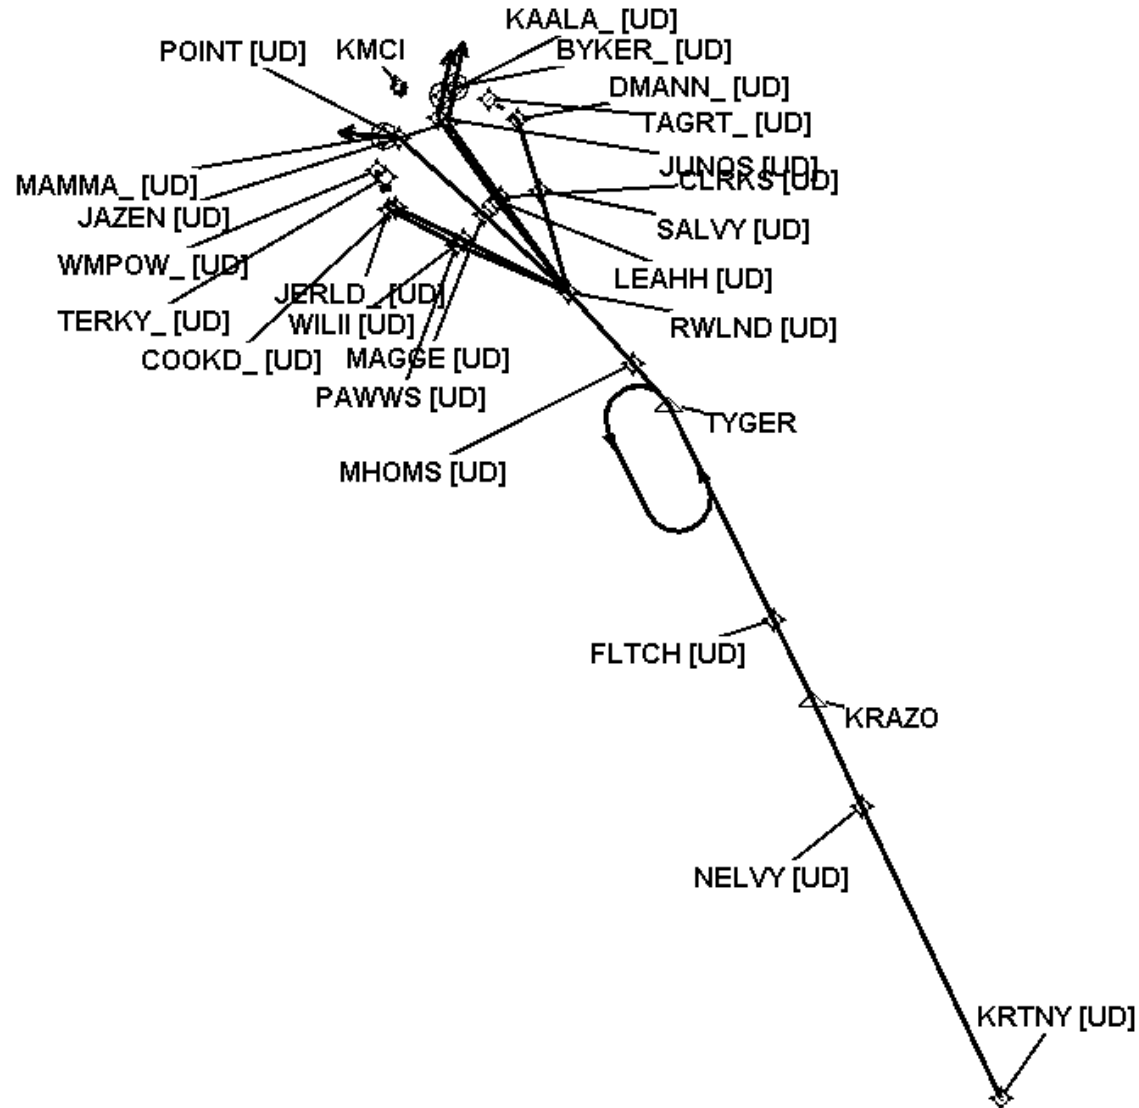 KAALA_ [UD]
POINT [UD]
KMCI
BYKER_ [UD]
DMANN_ [UD]
TAGRT_ [UD]
JUNOS [UD]
CLRKS [UD]
MAMMA_ [UD]
JAZEN [UD]
SALVY [UD]
WMPOW_ [UD]
LEAHH [UD]
JERLD_ [UD]
TERKY_ [UD]
WILII [UD]
RWLND [UD]
COOKD_ [UD]
MAGGE [UD]
PAWWS [UD]
TYGER
MHOMS [UD]
FLTCH [UD]
KRAZO
NELVY [UD]
KRTNY [UD]